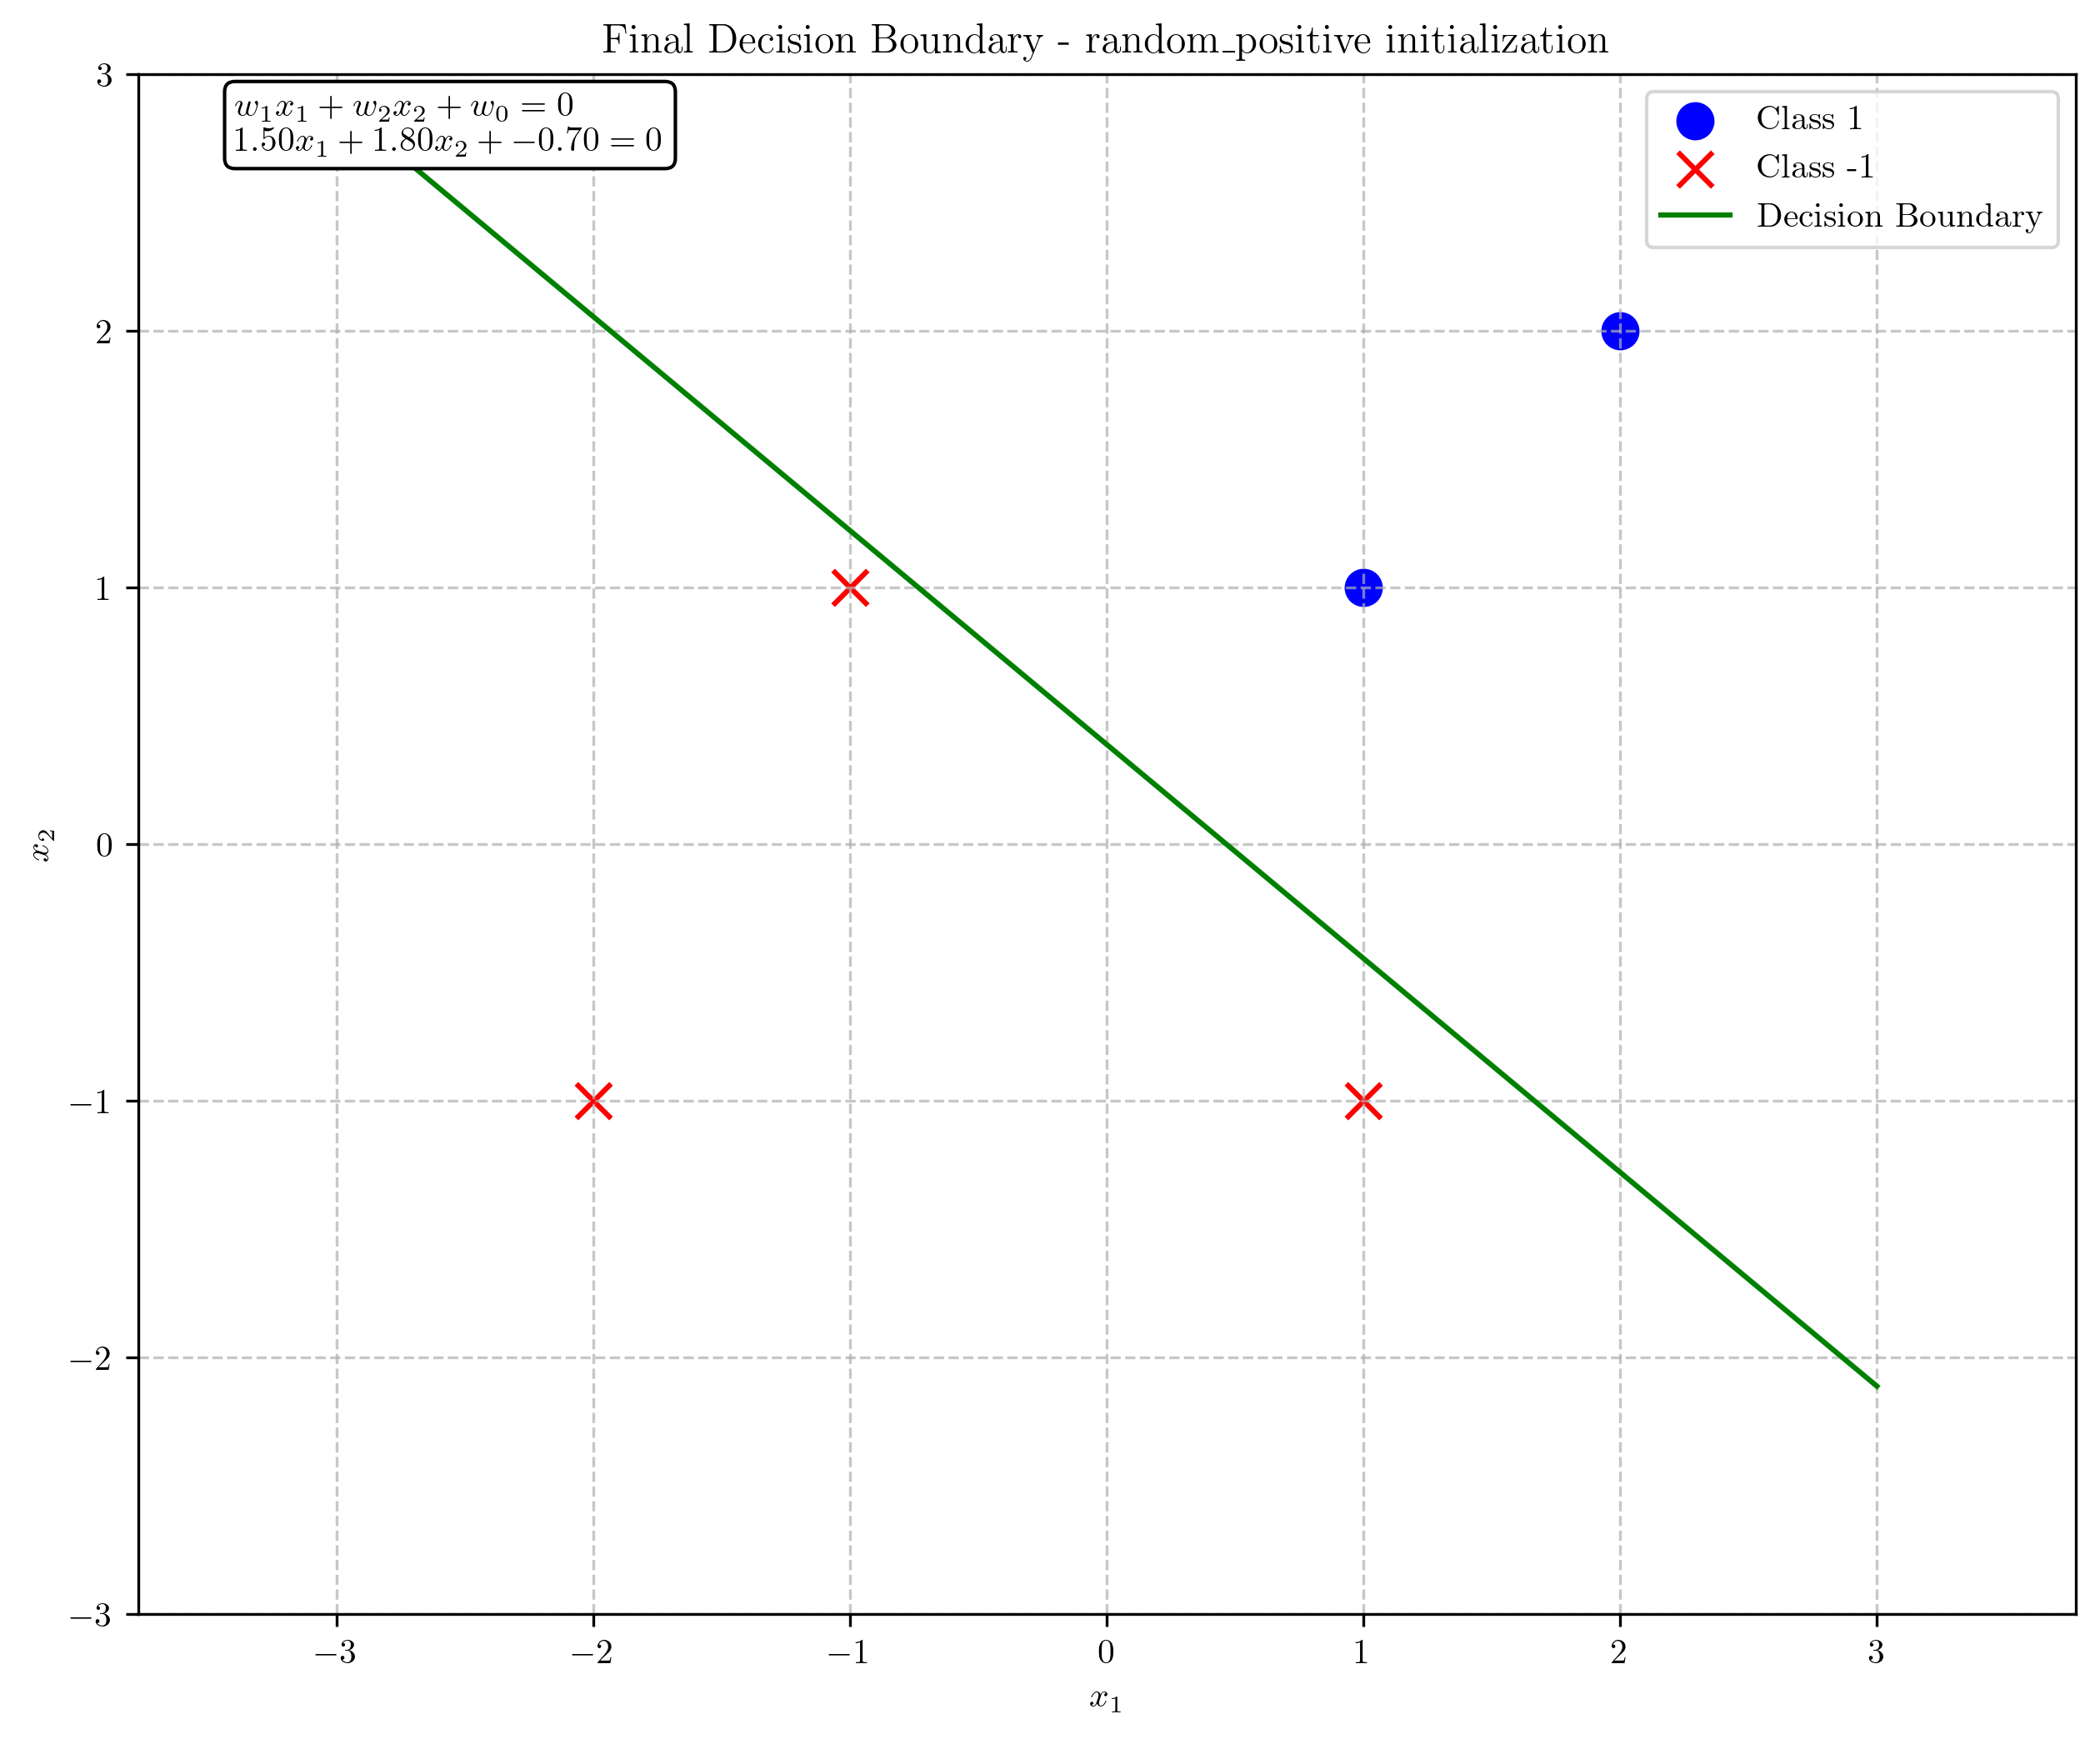 Final Decision Boundary - random_positive initialization
w₁x₁ + w₂x₂ + w₀ = 0
1.50x₁ + 1.80x₂ + −0.70 = 0
Class 1
Class -1
Decision Boundary
3
2
1
0
−1
−2
−3
x₂
−3 −2 −1 0 1 2 3
x₁